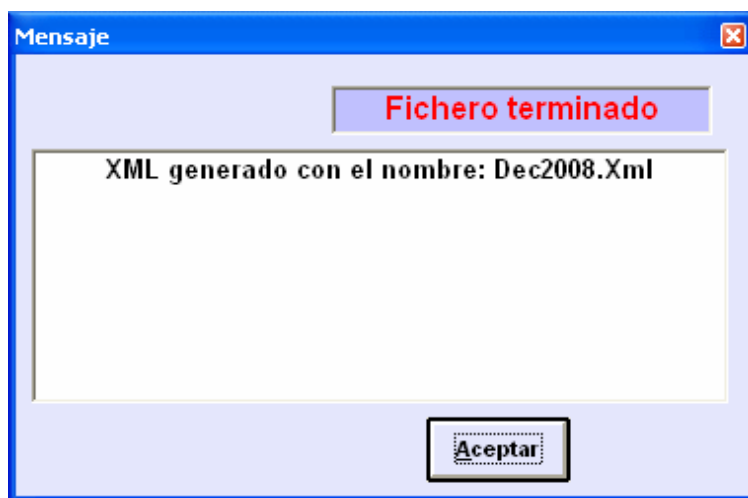 Mensaje
Fichero terminado
XML generado con el nombre: Dec2008.Xml
Aceptar